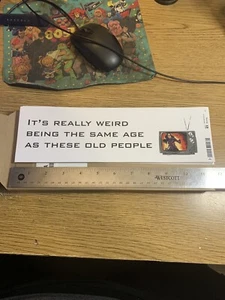 IT'S REALLY WEIRD
BEING THE SAME AGE
AS THESE OLD PEOPLE
WESTCOTT